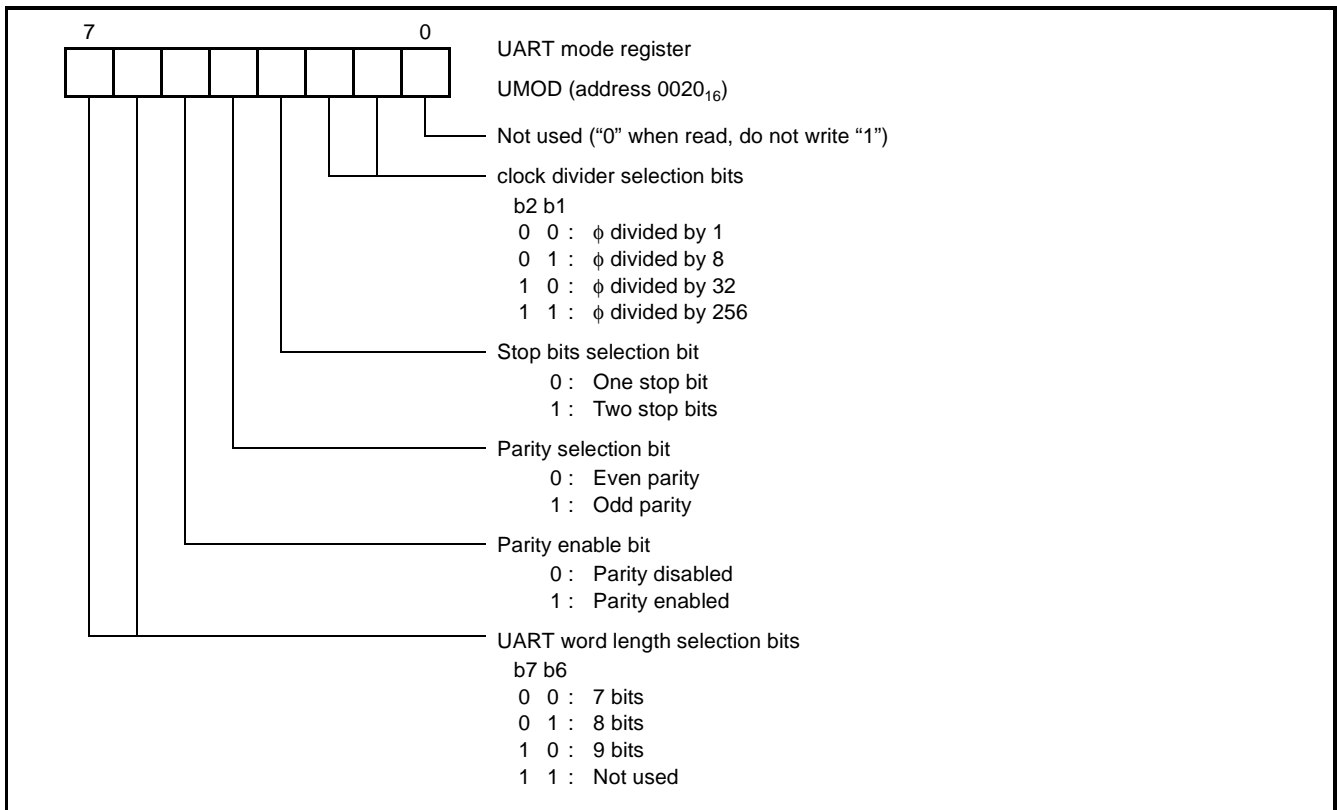 7 0
UART mode register
UMOD (address 0020₁₆)
Not used (“0” when read, do not write “1”)
clock divider selection bits
b2 b1
0 0 : ϕ divided by 1
0 1 : ϕ divided by 8
1 0 : ϕ divided by 32
1 1 : ϕ divided by 256
Stop bits selection bit
0 : One stop bit
1 : Two stop bits
Parity selection bit
0 : Even parity
1 : Odd parity
Parity enable bit
0 : Parity disabled
1 : Parity enabled
UART word length selection bits
b7 b6
0 0 : 7 bits
0 1 : 8 bits
1 0 : 9 bits
1 1 : Not used